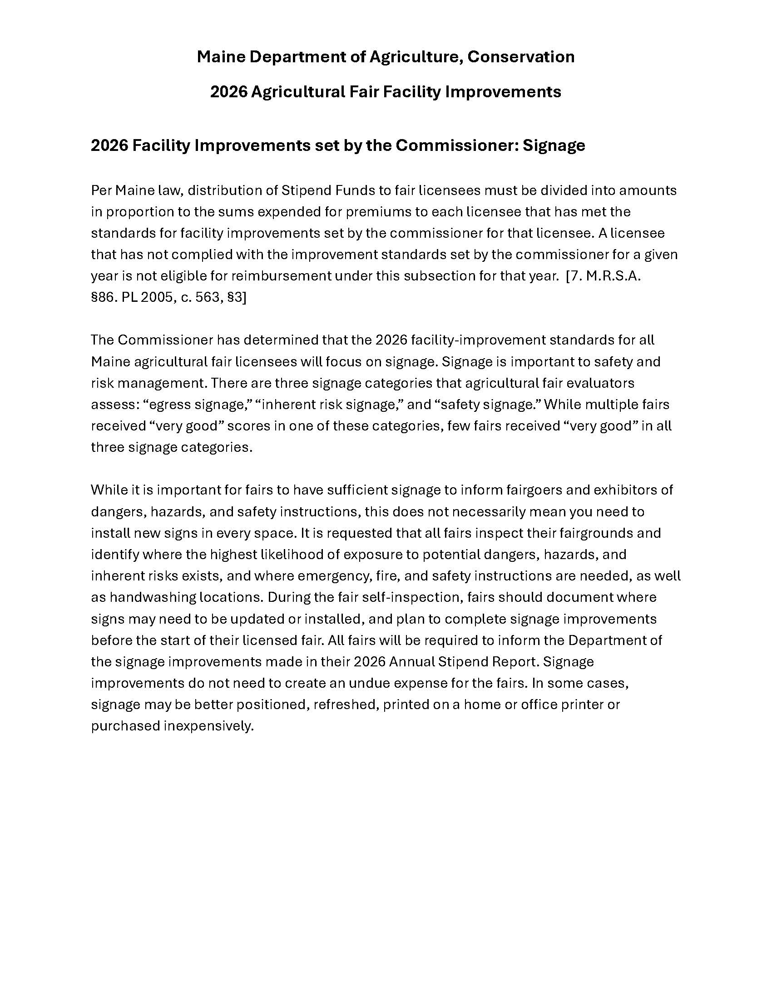 Maine Department of Agriculture, Conservation
2026 Agricultural Fair Facility Improvements
2026 Facility Improvements set by the Commissioner: Signage
Per Maine law, distribution of Stipend Funds to fair licensees must be divided into amounts
in proportion to the sums expended for premiums to each licensee that has met the
standards for facility improvements set by the commissioner for that licensee. A licensee
that has not complied with the improvement standards set by the commissioner for a given
year is not eligible for reimbursement under this subsection for that year.  [7. M.R.S.A.
§86. PL 2005, c. 563, §3]
The Commissioner has determined that the 2026 facility-improvement standards for all
Maine agricultural fair licensees will focus on signage. Signage is important to safety and
risk management. There are three signage categories that agricultural fair evaluators
assess: “egress signage,” “inherent risk signage,” and “safety signage.” While multiple fairs
received “very good” scores in one of these categories, few fairs received “very good” in all
three signage categories.
While it is important for fairs to have sufficient signage to inform fairgoers and exhibitors of
dangers, hazards, and safety instructions, this does not necessarily mean you need to
install new signs in every space. It is requested that all fairs inspect their fairgrounds and
identify where the highest likelihood of exposure to potential dangers, hazards, and
inherent risks exists, and where emergency, fire, and safety instructions are needed, as well
as handwashing locations. During the fair self-inspection, fairs should document where
signs may need to be updated or installed, and plan to complete signage improvements
before the start of their licensed fair. All fairs will be required to inform the Department of
the signage improvements made in their 2026 Annual Stipend Report. Signage
improvements do not need to create an undue expense for the fairs. In some cases,
signage may be better positioned, refreshed, printed on a home or office printer or
purchased inexpensively.